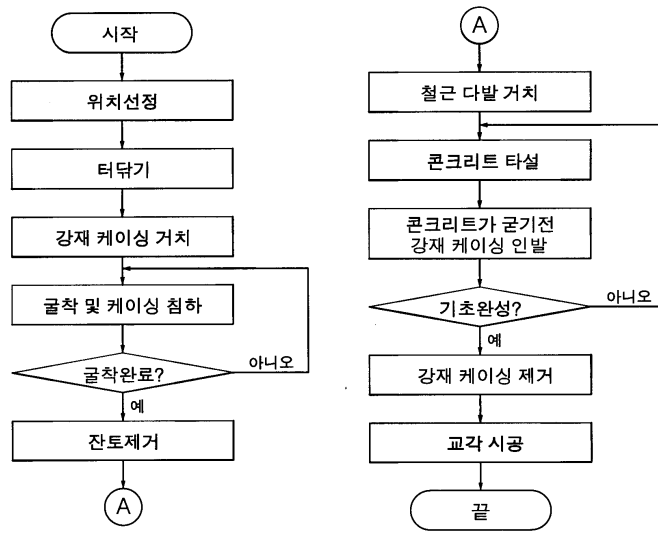 시작
위치선정
터닦기
강재 케이싱 거치
굴착 및 케이싱 침하
굴착완료?
아니오
예
잔토제거
A
A
철근 다발 거치
콘크리트 타설
콘크리트가 굳기전
강재 케이싱 인발
기초완성?
아니오
예
강재 케이싱 제거
교각 시공
끝